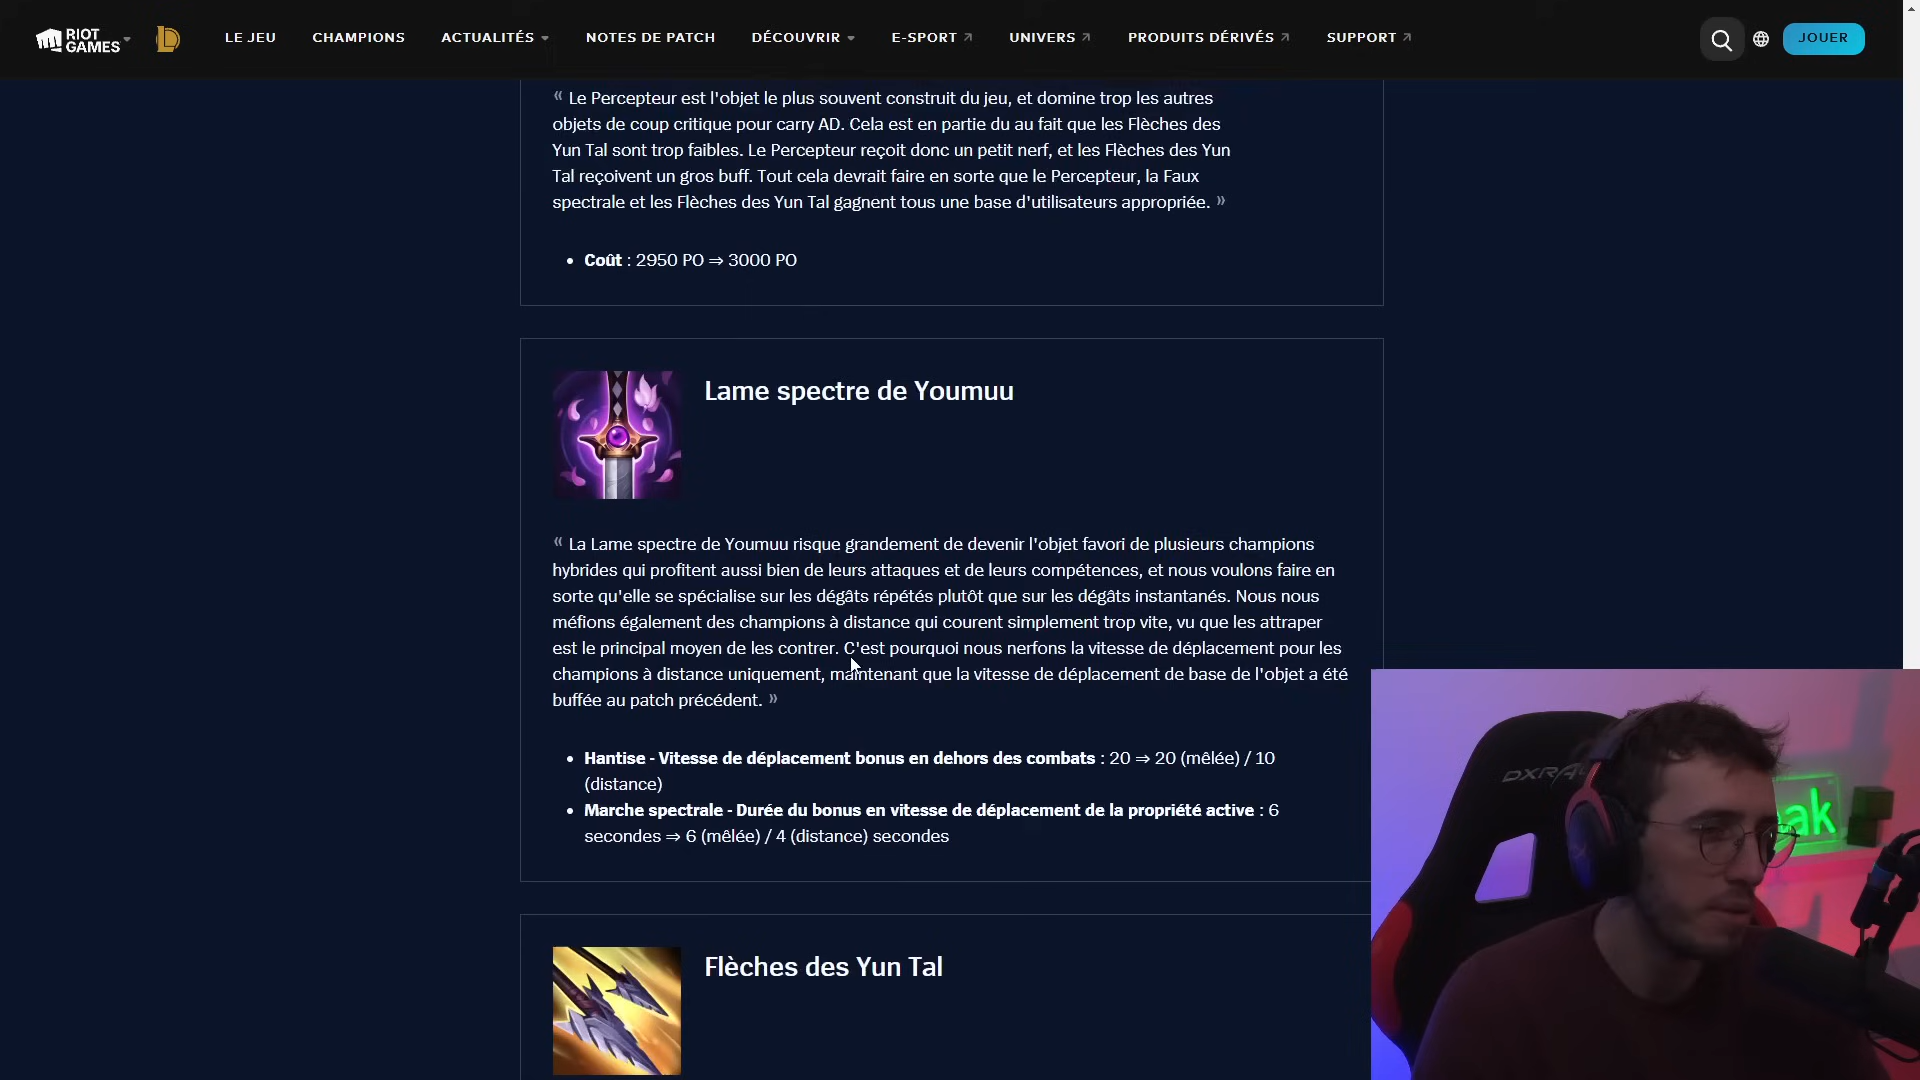 RIOT GAMES
LE JEU CHAMPIONS ACTUALITÉS NOTES DE PATCH DÉCOUVRIR E-SPORT UNIVERS PRODUITS DÉRIVÉS SUPPORT JOUER
« Le Percepteur est l'objet le plus souvent construit du jeu, et domine trop les autres
objets de coup critique pour carry AD. Cela est en partie du au fait que les Flèches des
Yun Tal sont trop faibles. Le Percepteur reçoit donc un petit nerf, et les Flèches des Yun
Tal reçoivent un gros buff. Tout cela devrait faire en sorte que le Percepteur, la Faux
spectrale et les Flèches des Yun Tal gagnent tous une base d'utilisateurs appropriée. »
• Coût : 2950 PO ⇒ 3000 PO
Lame spectre de Youmuu
« La Lame spectre de Youmuu risque grandement de devenir l'objet favori de plusieurs champions
hybrides qui profitent aussi bien de leurs attaques et de leurs compétences, et nous voulons faire en
sorte qu'elle se spécialise sur les dégâts répétés plutôt que sur les dégâts instantanés. Nous nous
méfions également des champions à distance qui courent simplement trop vite, vu que les attraper
est le principal moyen de les contrer. C'est pourquoi nous nerfons la vitesse de déplacement pour les
champions à distance uniquement, maintenant que la vitesse de déplacement de base de l'objet a été
buffée au patch précédent. »
• Hantise - Vitesse de déplacement bonus en dehors des combats : 20 ⇒ 20 (mêlée) / 10
(distance)
• Marche spectrale - Durée du bonus en vitesse de déplacement de la propriété active : 6
secondes ⇒ 6 (mêlée) / 4 (distance) secondes
Flèches des Yun Tal